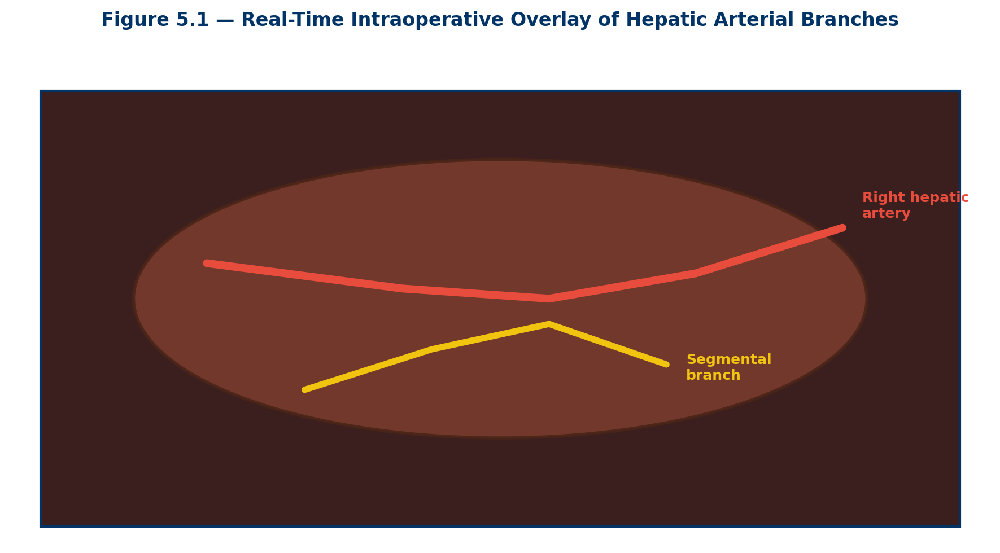 Figure 5.1 — Real-Time Intraoperative Overlay of Hepatic Arterial Branches
Right hepatic
artery
Segmental
branch